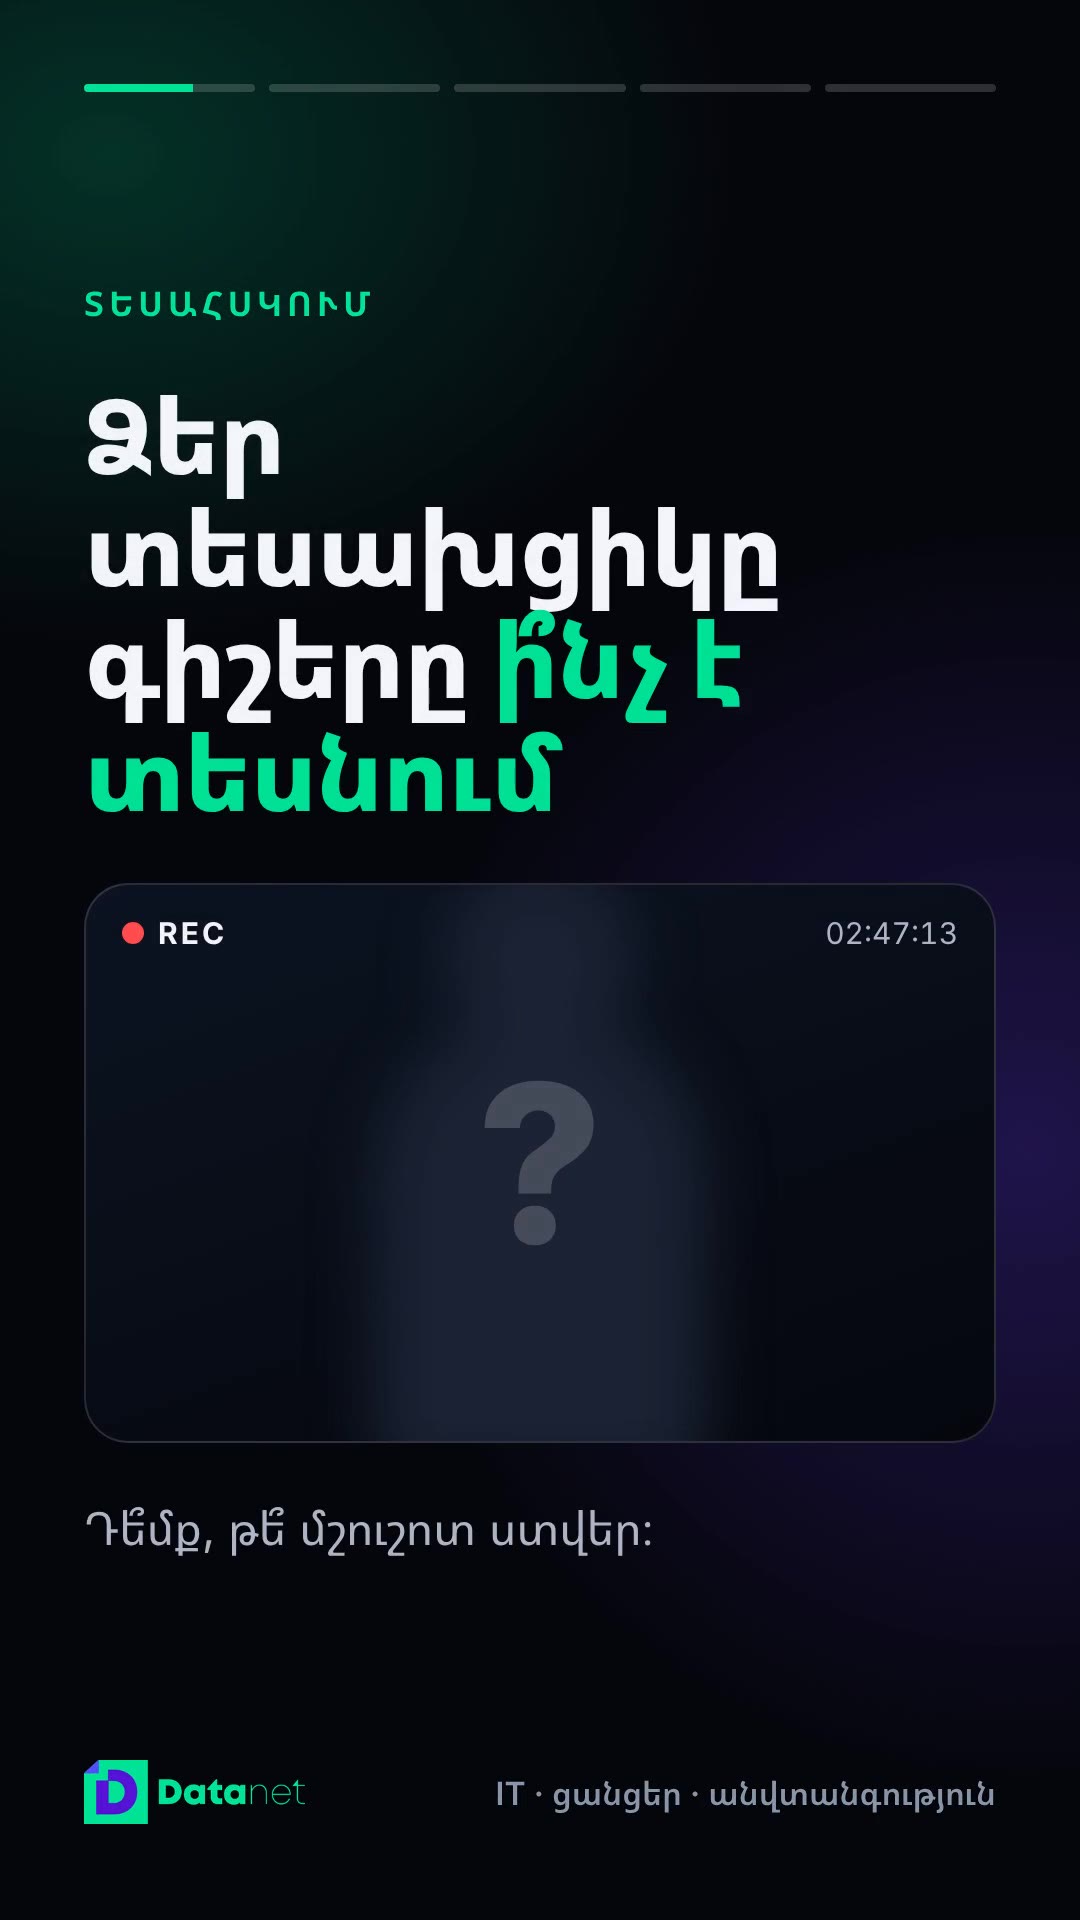 ՏԵՍԱՀՍԿՈՒՄ
Ձեր
տեսախցիկը
գիշերը ի՞նչ է
տեսնում
REC
02:47:13
?
Դե՞մք, թե՞ մշուշոտ ստվեր:
Datanet
IT · ցանցեր · անվտանգություն